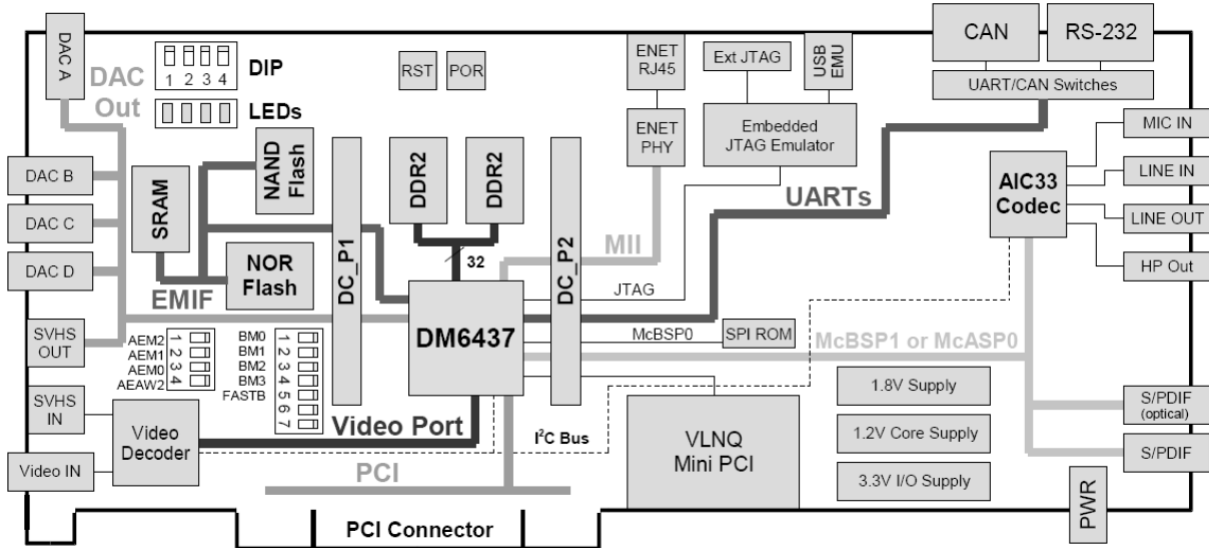 DAC A
DAC
Out
1 2 3 4
DIP
LEDs
RST
POR
ENET
RJ45
Ext JTAG
USB
EMU
CAN
RS-232
UART/CAN Switches
ENET
PHY
Embedded
JTAG Emulator
MIC IN
LINE IN
LINE OUT
HP Out
AIC33
Codec
UARTs
DAC B
DAC C
DAC D
SRAM
NAND
Flash
NOR
Flash
EMIF
DC_P1
DDR2
DDR2
32
DC_P2
MII
JTAG
DM6437
McBSP0
SPI ROM
McBSP1 or McASP0
SVHS
OUT
AEM2
AEM1
AEM0
AEAW2
1
2
3
4
BM0
BM1
BM2
BM3
FASTB
1
2
3
4
5
6
7
SVHS
IN
Video IN
Video
Decoder
Video Port
I²C Bus
PCI
VLNQ
Mini PCI
1.8V Supply
1.2V Core Supply
3.3V I/O Supply
S/PDIF
(optical)
S/PDIF
PWR
PCI Connector